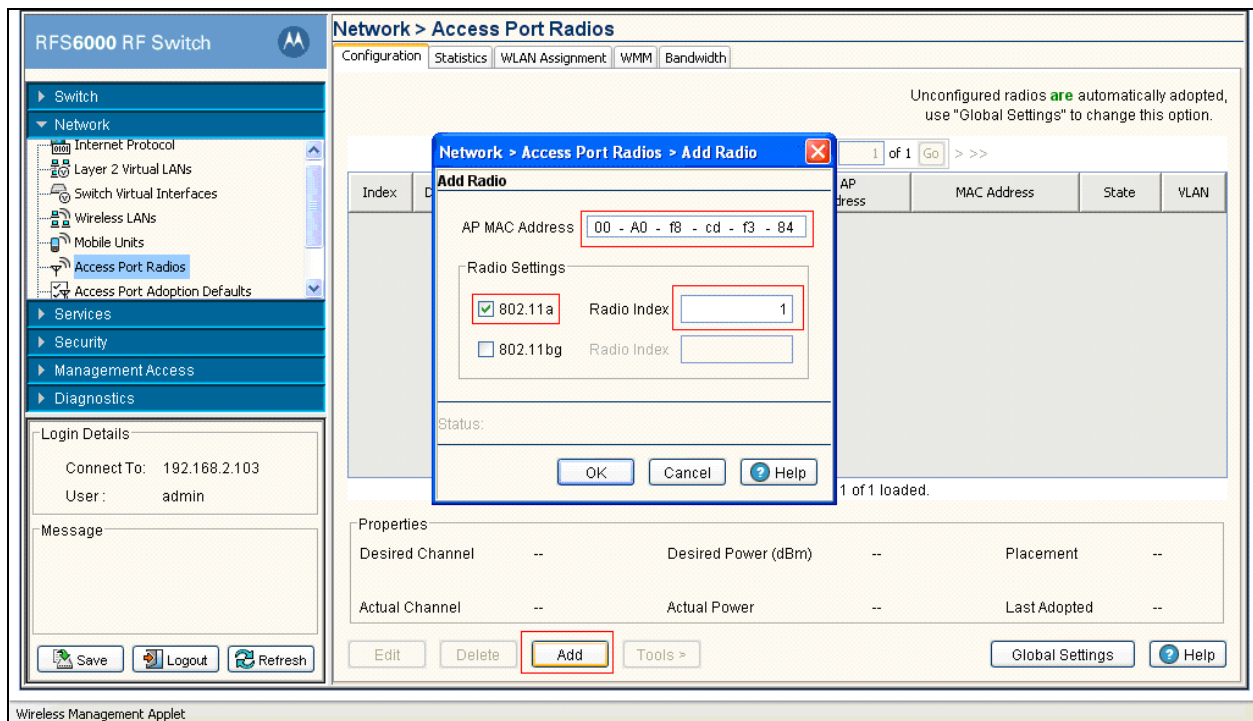 RFS6000 RF Switch
Switch
Network
Internet Protocol
Layer 2 Virtual LANs
Switch Virtual Interfaces
Wireless LANs
Mobile Units
Access Port Radios
Access Port Adoption Defaults
Services
Security
Management Access
Diagnostics
Login Details
Connect To: 192.168.2.103
User : admin
Message
Save Logout Refresh
Network > Access Port Radios
Configuration Statistics WLAN Assignment WMM Bandwidth
Unconfigured radios are automatically adopted,
use "Global Settings" to change this option.
1 of 1 Go > >>
Index AP MAC Address State VLAN
Network > Access Port Radios > Add Radio
Add Radio
AP MAC Address 00 - A0 - f8 - cd - f3 - 84
Radio Settings
802.11a Radio Index 1
802.11bg Radio Index
Status:
OK Cancel Help
1 of 1 loaded.
Properties
Desired Channel -- Desired Power (dBm) -- Placement --
Actual Channel -- Actual Power -- Last Adopted --
Edit Delete Add Tools > Global Settings Help
Wireless Management Applet